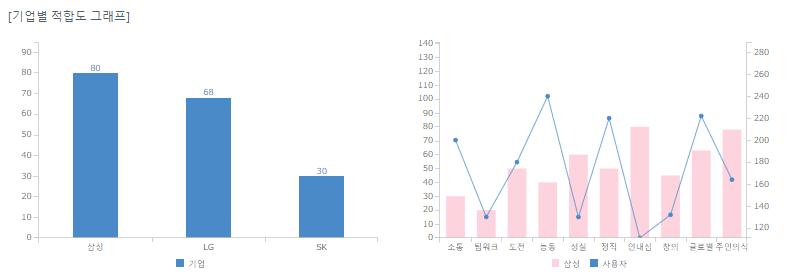 [기업별 적합도 그래프]
90
80
70
60
50
40
30
20
10
0
80
68
30
삼성
LG
SK
기업
140
130
120
110
100
90
80
70
60
50
40
30
20
10
0
280
260
240
220
200
180
160
140
120
소통
팀워크
도전
능동
성실
정직
인내심
창의
글로벌
주인의식
삼성
사용자